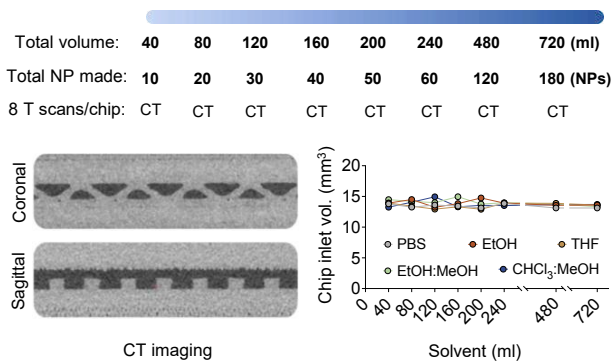 Total volume: 40 80 120 160 200 240 480 720 (ml)
Total NP made: 10 20 30 40 50 60 120 180 (NPs)
8 T scans/chip: CT CT CT CT CT CT CT CT
Coronal
Sagittal
CT imaging
Chip inlet vol. (mm³)
20
15
10
5
0
PBS EtOH THF
EtOH:MeOH CHCl₃:MeOH
0 40 80 120 160 200 240 480 720
Solvent (ml)